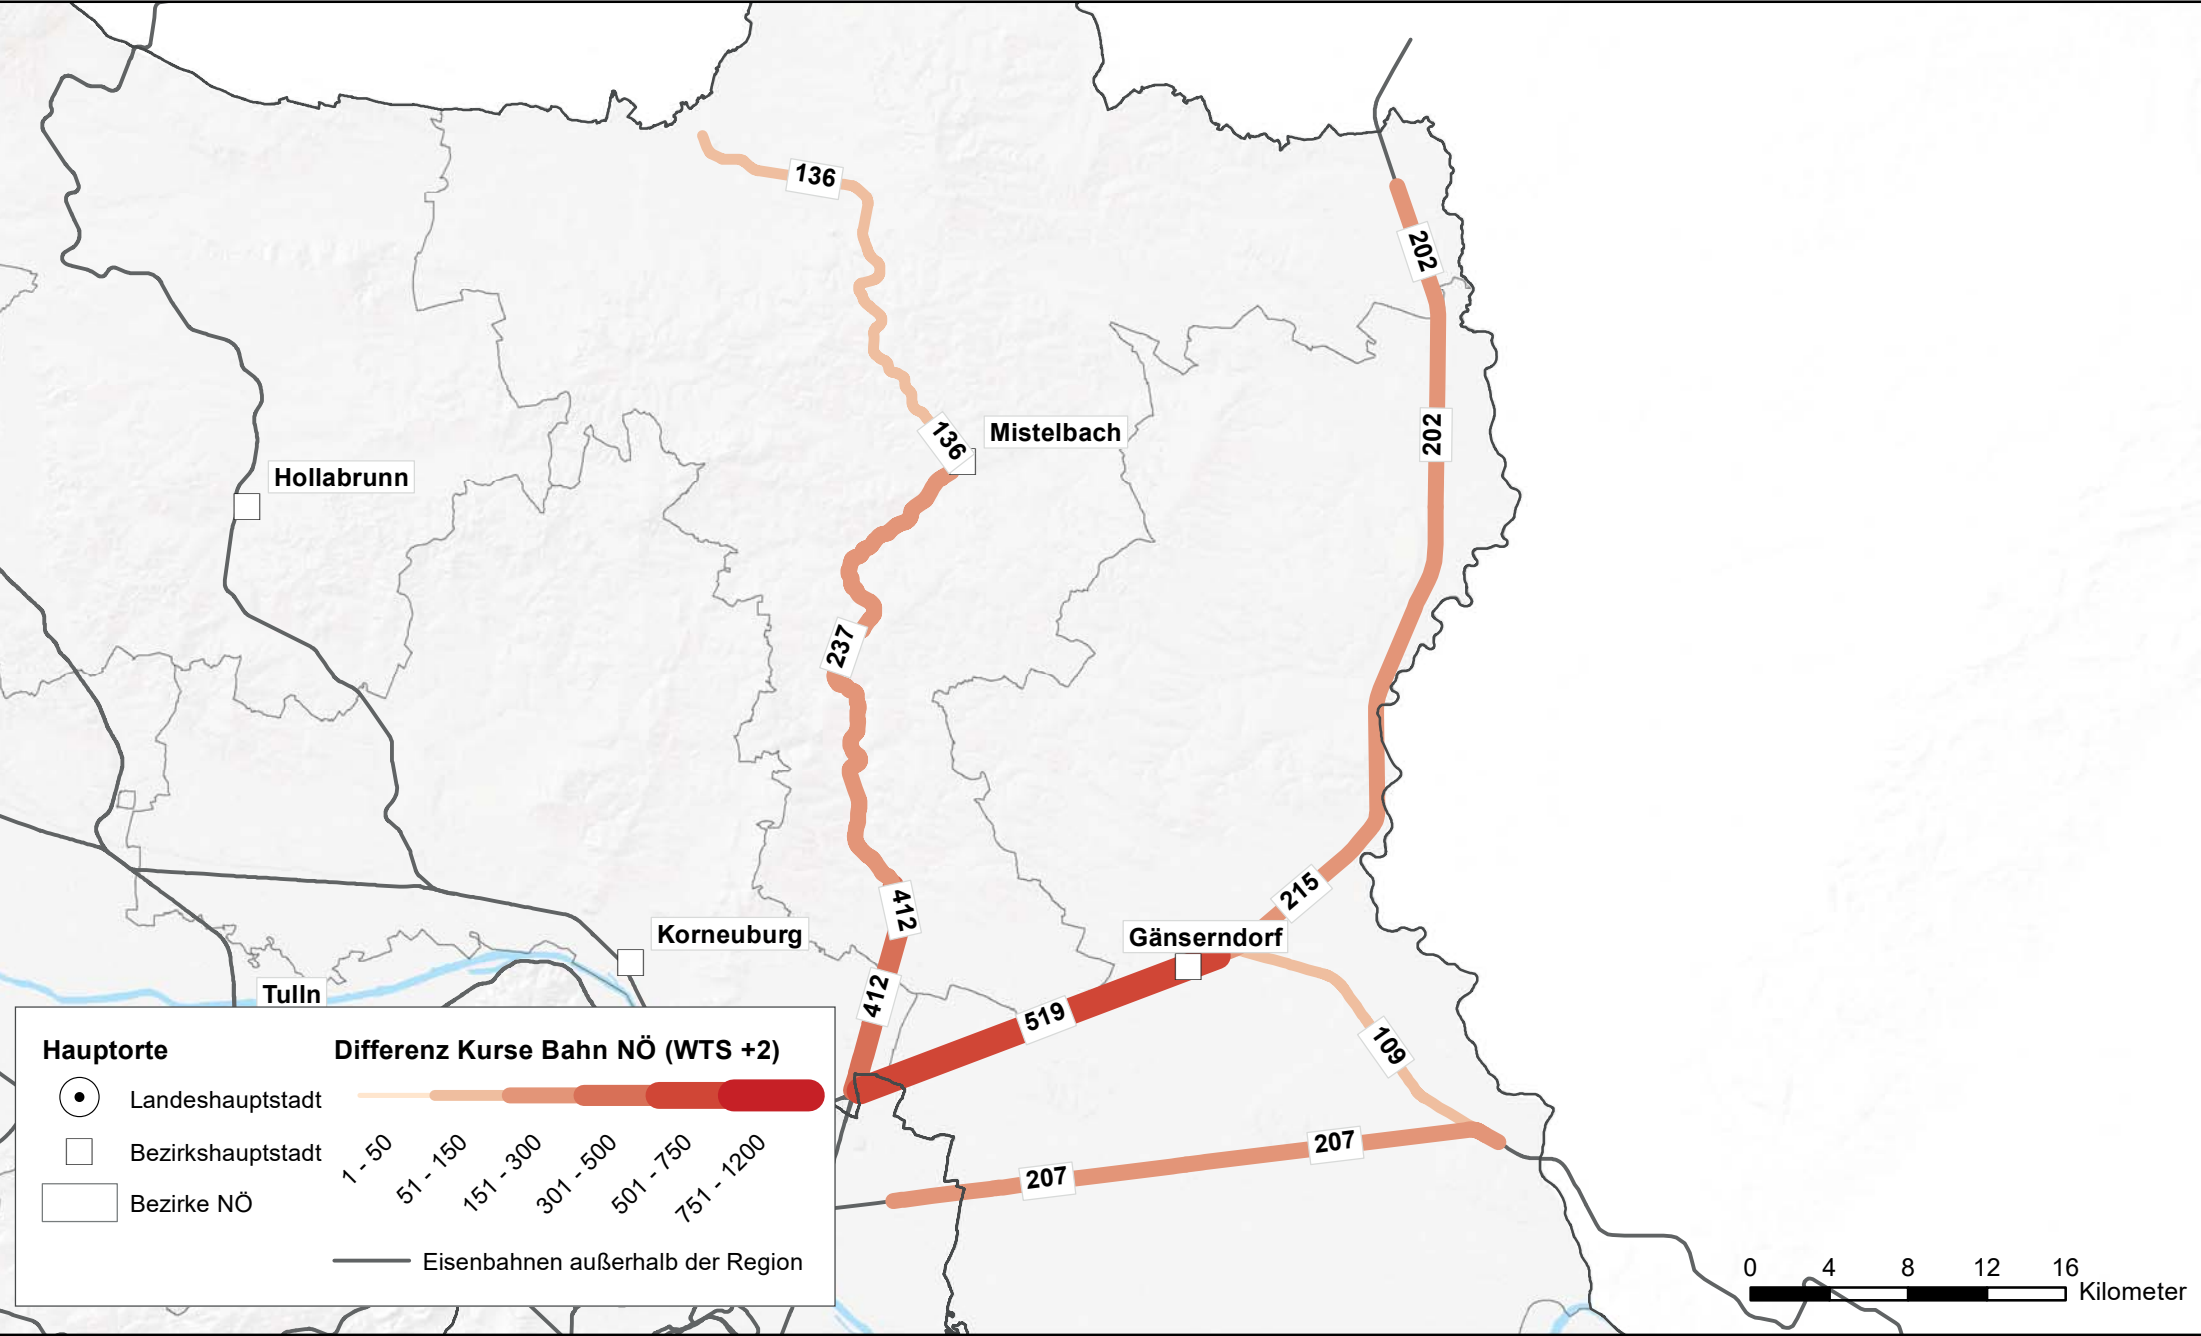 136
202
202
136
Mistelbach
Hollabrunn
237
215
412
Korneuburg
Gänserndorf
412
Tulln
519
109
207
207
Hauptorte
Landeshauptstadt
Bezirkshauptstadt
Bezirke NÖ
Differenz Kurse Bahn NÖ (WTS +2)
1 - 50
51 - 150
151 - 300
301 - 500
501 - 750
751 - 1200
Eisenbahnen außerhalb der Region
0 4 8 12 16
Kilometer